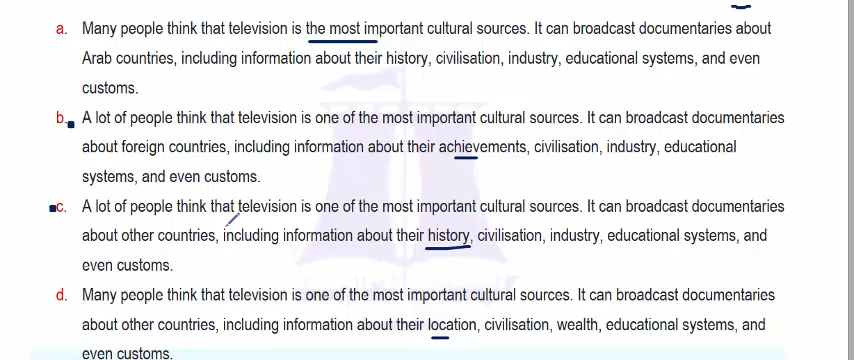 a. Many people think that television is the most important cultural sources. It can broadcast documentaries about
Arab countries, including information about their history, civilisation, industry, educational systems, and even
customs.
b. A lot of people think that television is one of the most important cultural sources. It can broadcast documentaries
about foreign countries, including information about their achievements, civilisation, industry, educational
systems, and even customs.
c. A lot of people think that television is one of the most important cultural sources. It can broadcast documentaries
about other countries, including information about their history, civilisation, industry, educational systems, and
even customs.
d. Many people think that television is one of the most important cultural sources. It can broadcast documentaries
about other countries, including information about their location, civilisation, wealth, educational systems, and
even customs.